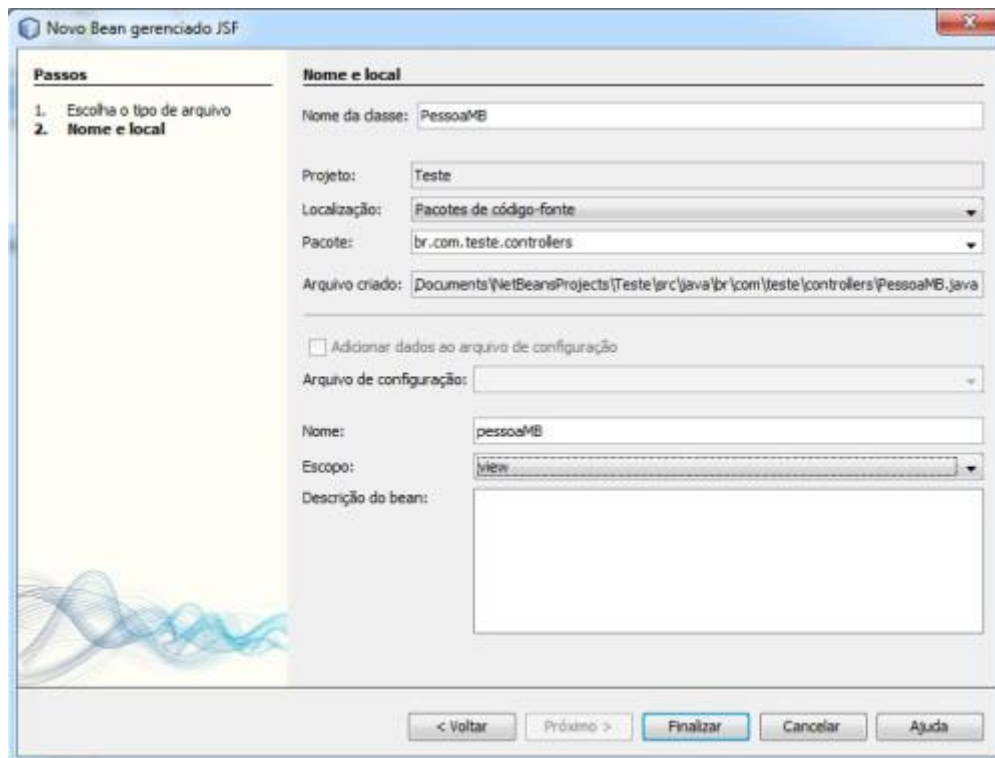 Novo Bean gerenciado JSF
Passos
1. Escolha o tipo de arquivo
2. Nome e local
Nome e local
Nome da classe: PessoaMB
Projeto: Teste
Localização: Pacotes de código-fonte
Pacote: br.com.teste.controllers
Arquivo criado: Documents\NetBeansProjects\Teste\src\java\br\com\teste\controllers\PessoaMB.java
Adicionar dados ao arquivo de configuração
Arquivo de configuração:
Nome: pessoaMB
Escopo: view
Descrição do bean:
< Voltar Próximo > Finalizar Cancelar Ajuda